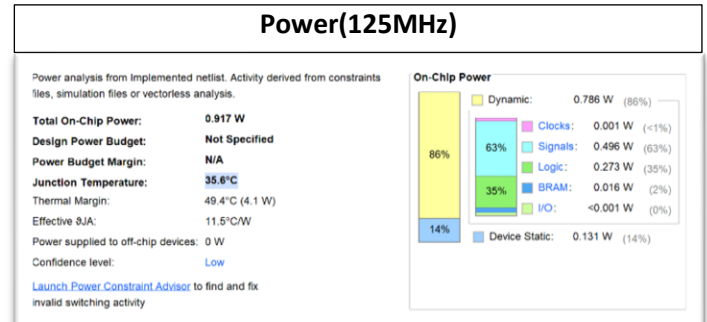 Power(125MHz)
Power analysis from Implemented netlist. Activity derived from constraints
files, simulation files or vectorless analysis.
Total On-Chip Power: 0.917 W
Design Power Budget: Not Specified
Power Budget Margin: N/A
Junction Temperature: 35.6°C
Thermal Margin: 49.4°C (4.1 W)
Effective ϑJA: 11.5°C/W
Power supplied to off-chip devices: 0 W
Confidence level: Low
Launch Power Constraint Advisor to find and fix
invalid switching activity
On-Chip Power
86%
14%
63%
35%
Dynamic: 0.786 W (86%)
Clocks: 0.001 W (<1%)
Signals: 0.496 W (63%)
Logic: 0.273 W (35%)
BRAM: 0.016 W (2%)
I/O: <0.001 W (0%)
Device Static: 0.131 W (14%)